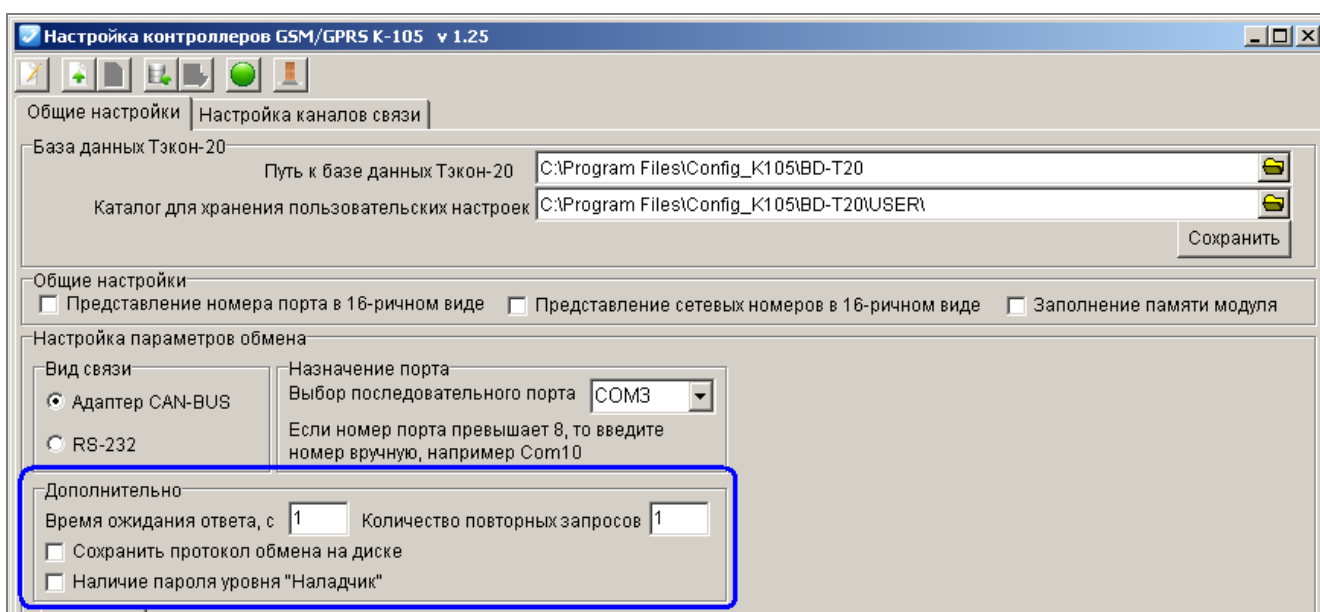 Настройка контроллеров GSM/GPRS K-105 v 1.25
Общие настройки Настройка каналов связи
База данных Тэкон-20
Путь к базе данных Тэкон-20 C:\Program Files\Config_K105\BD-T20
Каталог для хранения пользовательских настроек C:\Program Files\Config_K105\BD-T20\USER\
Сохранить
Общие настройки
Представление номера порта в 16-ричном виде Представление сетевых номеров в 16-ричном виде Заполнение памяти модуля
Настройка параметров обмена
Вид связи
Адаптер CAN-BUS
RS-232
Назначение порта
Выбор последовательного порта COM3
Если номер порта превышает 8, то введите
номер вручную, например Com10
Дополнительно
Время ожидания ответа, с 1 Количество повторных запросов 1
Сохранить протокол обмена на диске
Наличие пароля уровня "Наладчик"